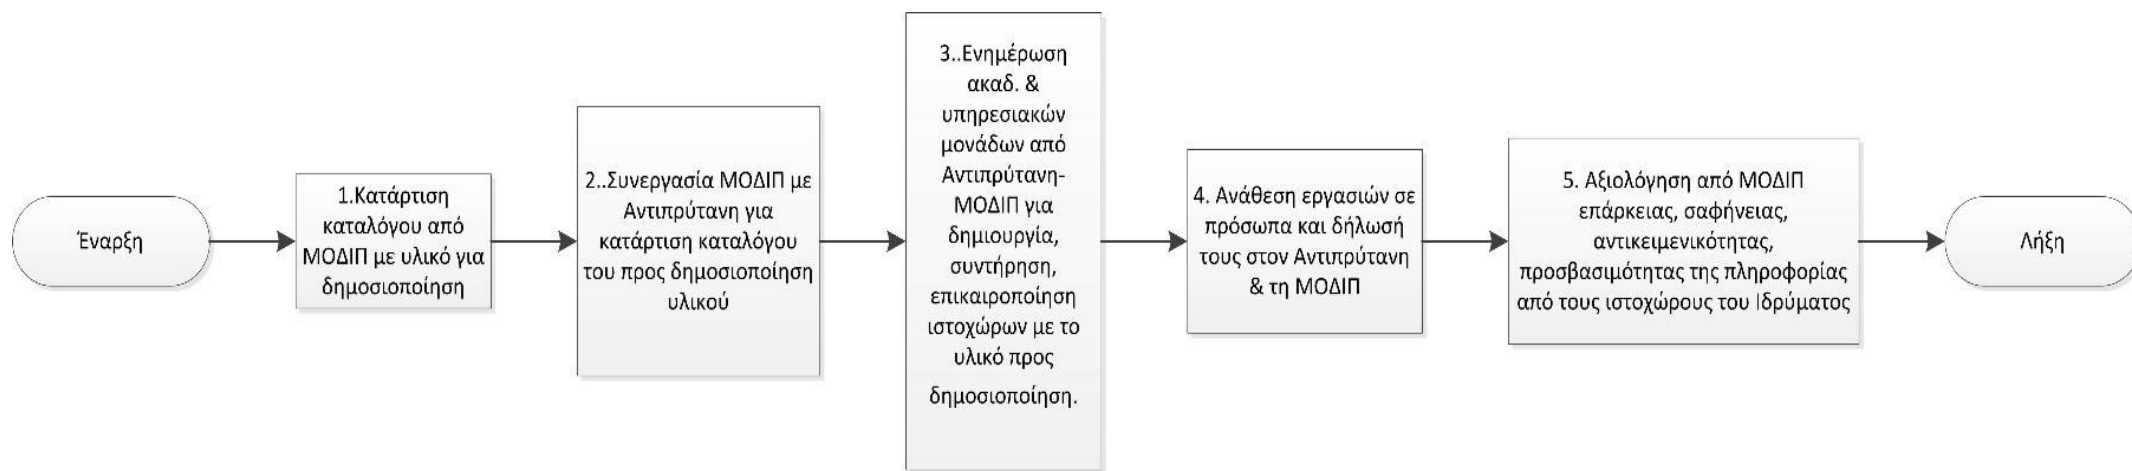 Έναρξη
1.Κατάρτιση
καταλόγου από
ΜΟΔΙΠ με υλικό για
δημοσιοποίηση
2..Συνεργασία ΜΟΔΙΠ με
Αντιπρύτανη για
κατάρτιση καταλόγου
του προς δημοσιοποίηση
υλικού
3..Ενημέρωση
ακαδ. &
υπηρεσιακών
μονάδων από
Αντιπρύτανη-
ΜΟΔΙΠ για
δημιουργία,
συντήρηση,
επικαιροποίηση
ιστοχώρων με το
υλικό προς
δημοσιοποίηση.
4. Ανάθεση εργασιών σε
πρόσωπα και δήλωσή
τους στον Αντιπρύτανη
& τη ΜΟΔΙΠ
5. Αξιολόγηση από ΜΟΔΙΠ
επάρκειας, σαφήνειας,
αντικειμενικότητας,
προσβασιμότητας της πληροφορίας
από τους ιστοχώρους του Ιδρύματος
Λήξη